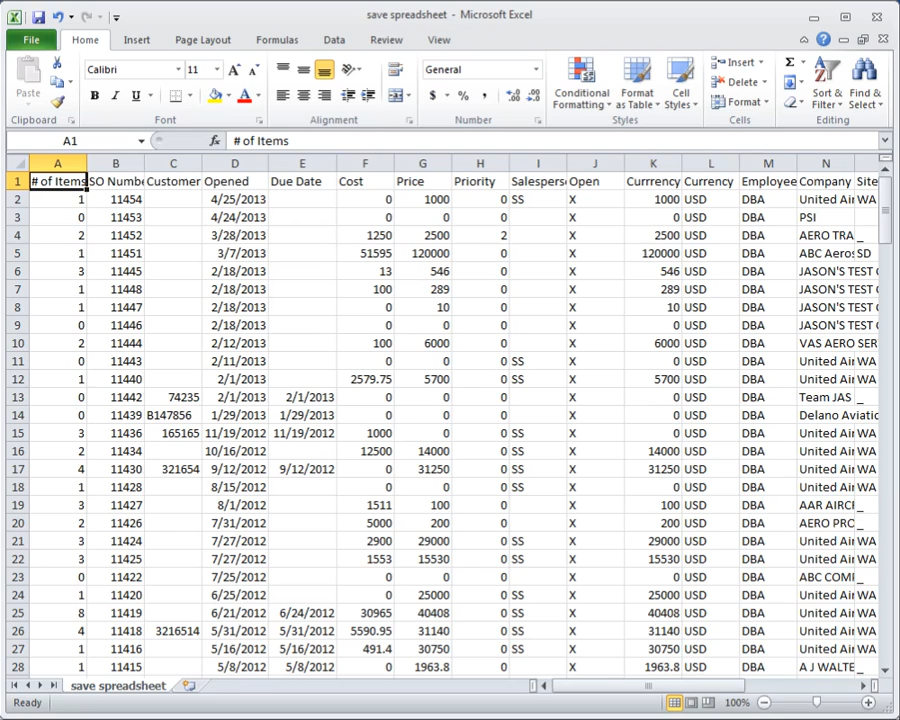 save spreadsheet - Microsoft Excel
File Home Insert Page Layout Formulas Data Review View
Paste Calibri 11 General Conditional Formatting Format as Table Cell Styles Insert Delete Format Sort & Filter Find & Select
Clipboard Font Alignment Number Styles Cells Editing
A1 fx # of Items
A B C D E F G H I J K L M N
1 # of Items SO Numbe Customer Opened Due Date Cost Price Priority Salespers Open Currrency Currency Employee Company Site
2 1 11454 4/25/2013 0 1000 0 SS X 1000 USD DBA United Air WA
3 0 11453 4/24/2013 0 0 0 X 0 USD DBA PSI
4 2 11452 3/28/2013 1250 2500 2 X 2500 USD DBA AERO TRA _
5 1 11451 3/7/2013 51595 120000 0 X 120000 USD DBA ABC Aeros SD
6 3 11445 2/18/2013 13 546 0 X 546 USD DBA JASON'S TEST C
7 1 11448 2/18/2013 100 289 0 X 289 USD DBA JASON'S TEST C
8 1 11447 2/18/2013 0 10 0 X 10 USD DBA JASON'S TEST C
9 0 11446 2/18/2013 0 0 0 X 0 USD DBA JASON'S TEST C
10 2 11444 2/12/2013 100 6000 0 X 6000 USD DBA VAS AERO SER
11 0 11443 2/11/2013 0 0 0 SS X 0 USD DBA United Air WA
12 1 11440 2/1/2013 2579.75 5700 0 SS X 5700 USD DBA United Air WA
13 0 11442 74235 2/1/2013 2/1/2013 0 0 0 X 0 USD DBA Team JAS _
14 0 11439 B147856 1/29/2013 1/29/2013 0 0 0 X 0 USD DBA Delano Aviatic
15 3 11436 165165 11/19/2012 11/19/2012 1000 0 0 SS X 0 USD DBA United Air WA
16 2 11434 10/16/2012 12500 14000 0 SS X 14000 USD DBA United Air WA
17 4 11430 321654 9/12/2012 9/12/2012 0 31250 0 SS X 31250 USD DBA United Air WA
18 1 11428 8/15/2012 0 0 0 SS X 0 USD DBA United Air WA
19 3 11427 8/1/2012 1511 100 0 X 100 USD DBA AAR AIRCF _
20 2 11426 7/31/2012 5000 200 0 X 200 USD DBA AERO PRO _
21 3 11424 7/27/2012 2900 29000 0 SS X 29000 USD DBA United Air WA
22 3 11425 7/27/2012 1553 15530 0 SS X 15530 USD DBA United Air WA
23 0 11422 7/25/2012 0 0 0 X 0 USD DBA ABC COMI _
24 1 11420 6/25/2012 0 25000 0 SS X 25000 USD DBA United Air WA
25 8 11419 6/21/2012 6/24/2012 30965 40408 0 SS X 40408 USD DBA United Air WA
26 4 11418 3216514 5/31/2012 5/31/2012 5590.95 31140 0 SS X 31140 USD DBA United Air WA
27 1 11416 5/16/2012 5/16/2012 491.4 30750 0 SS X 30750 USD DBA United Air WA
28 1 11415 5/8/2012 5/8/2012 0 1963.8 0 X 1963.8 USD DBA A J WALTE _
save spreadsheet
Ready 100%